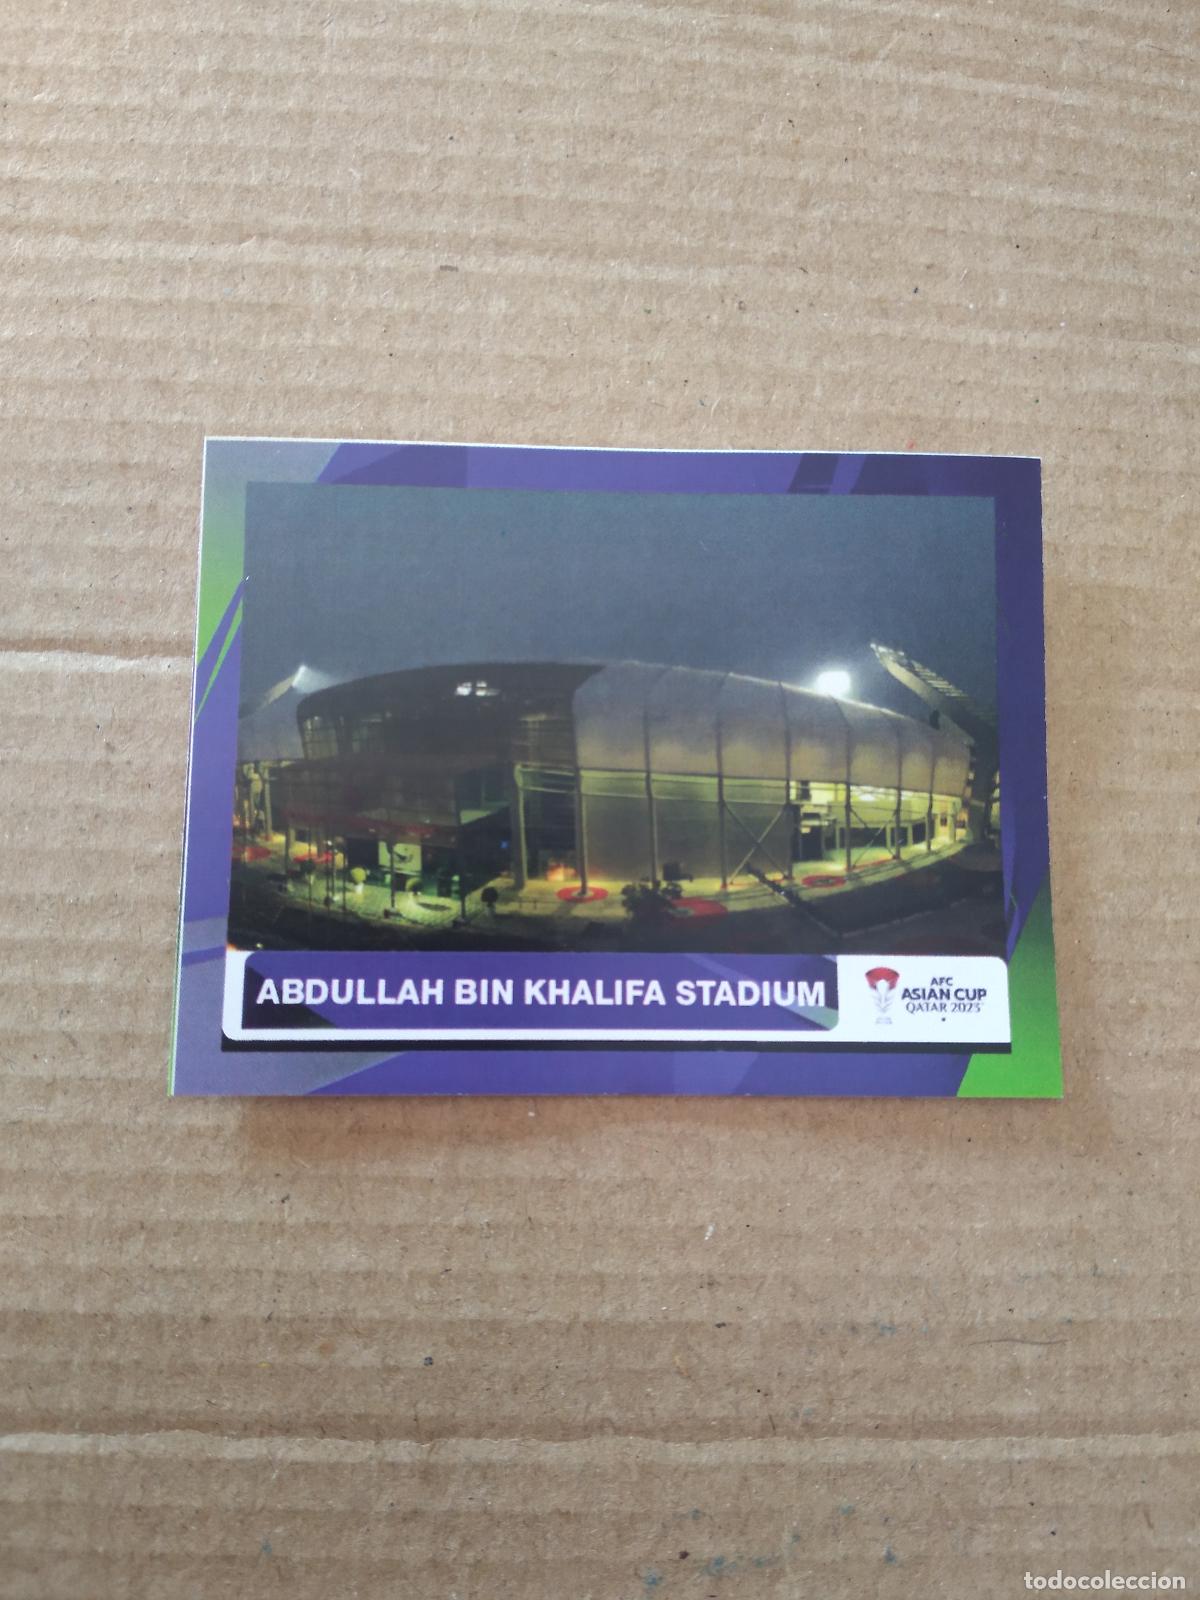 ABDULLAH BIN KHALIFA STADIUM
AFC
ASIAN CUP
QATAR 2023
todocoleccion